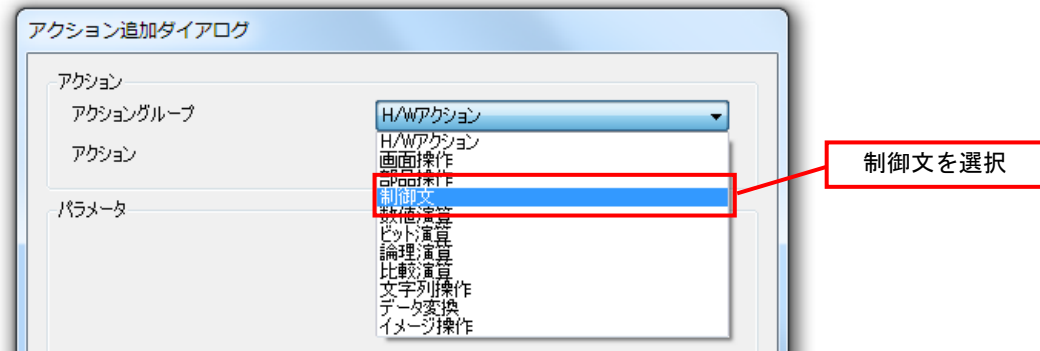 アクション追加ダイアログ
アクション
アクショングループ
H/Wアクション
アクション
H/Wアクション
画面操作
部品操作
制御文
数値演算
ビット演算
論理演算
比較演算
文字列操作
データ変換
イメージ操作
パラメータ
制御文を選択